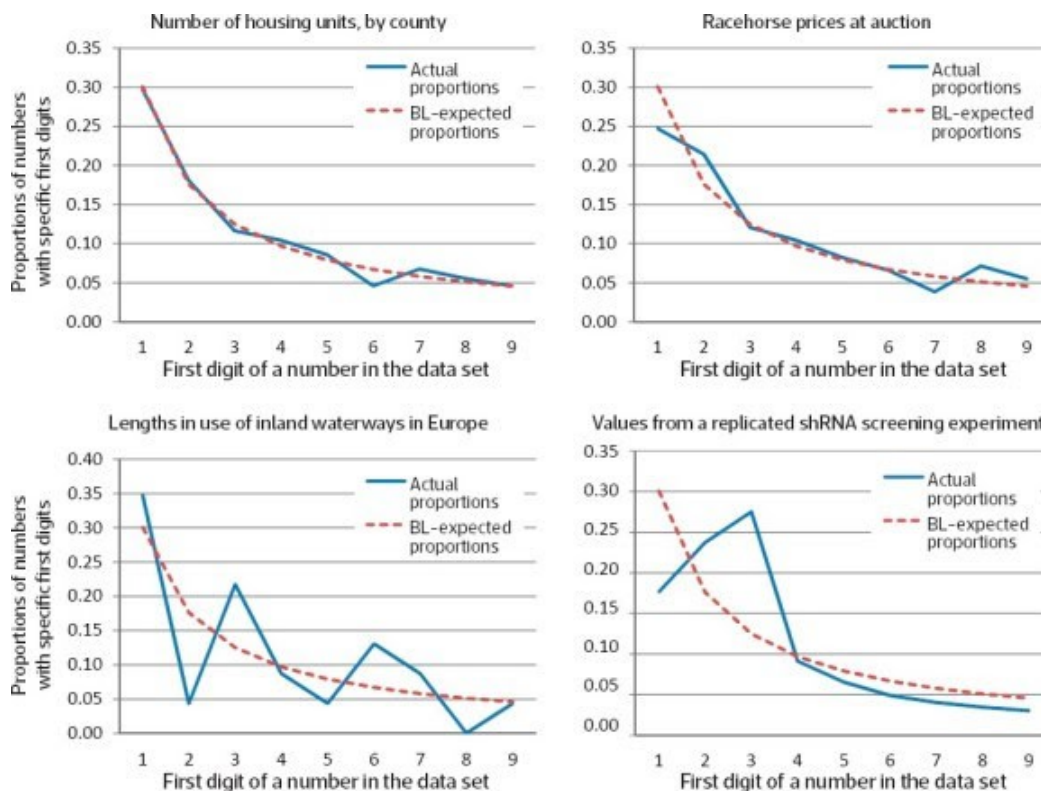 Number of housing units, by county
0.35
0.30
0.25
0.20
0.15
0.10
0.05
0.00
Proportions of numbers
with specific first digits
Actual
proportions
BL–expected
proportions
1 2 3 4 5 6 7 8 9
First digit of a number in the data set
Racehorse prices at auction
0.35
0.30
0.25
0.20
0.15
0.10
0.05
0.00
Actual
proportions
BL–expected
proportions
1 2 3 4 5 6 7 8 9
First digit of a number in the data set
Lengths in use of inland waterways in Europe
0.40
0.35
0.30
0.25
0.20
0.15
0.10
0.05
0.00
Proportions of numbers
with specific first digits
Actual
proportions
BL–expected
proportions
1 2 3 4 5 6 7 8 9
First digit of a number in the data set
Values from a replicated shRNA screening experiment
0.35
0.30
0.25
0.20
0.15
0.10
0.05
0.00
Actual
proportions
BL–expected
proportions
1 2 3 4 5 6 7 8 9
First digit of a number in the data set